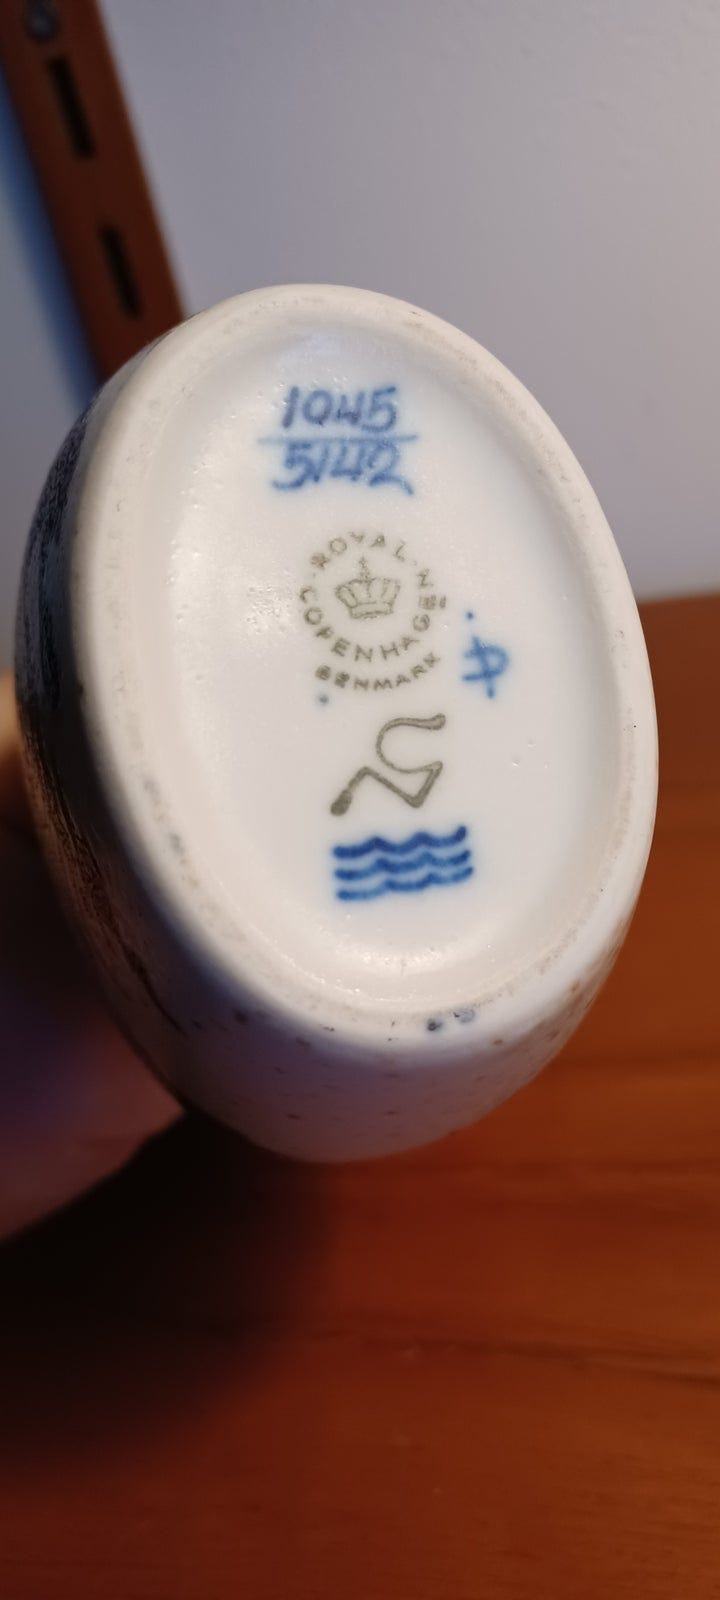 1045
5142
ROYAL
COPENHAGEN
DENMARK